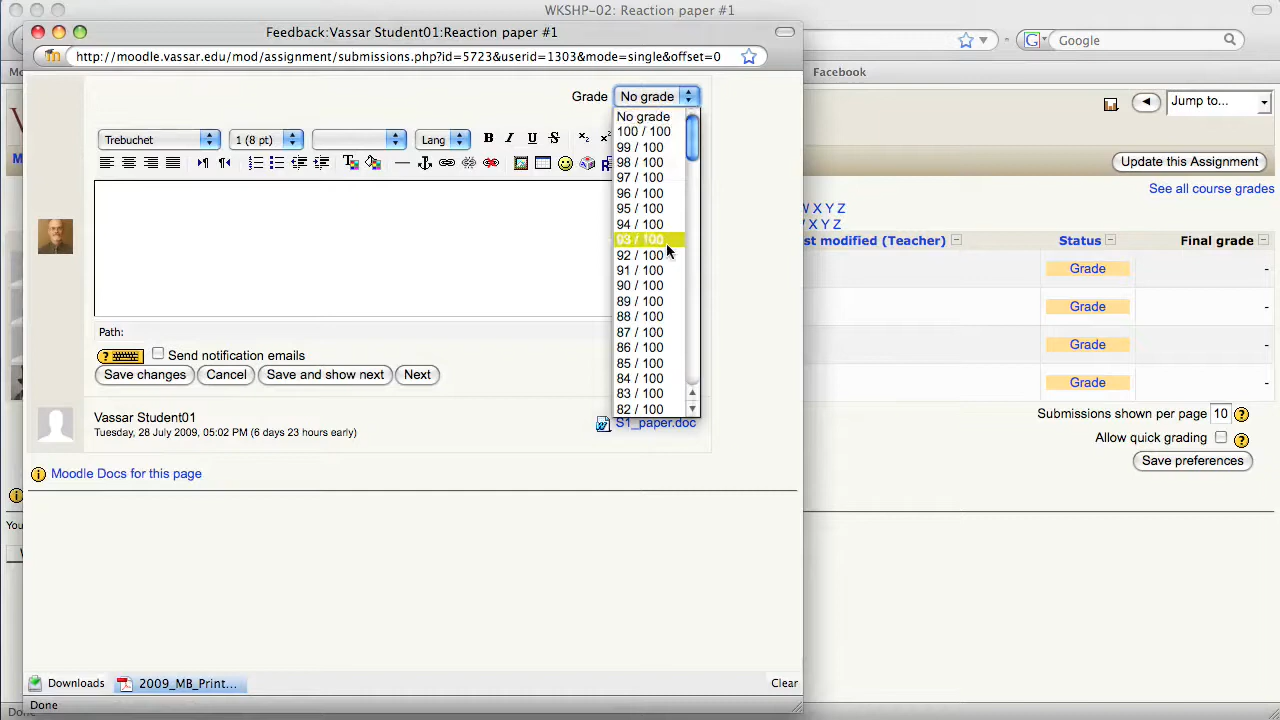 WKSHP-02: Reaction paper #1
Feedback:Vassar Student01:Reaction paper #1
http://moodle.vassar.edu/mod/assignment/submissions.php?id=5723&userid=1303&mode=single&offset=0
Google
Facebook
Grade No grade
No grade
100 / 100
99 / 100
98 / 100
97 / 100
96 / 100
95 / 100
94 / 100
93 / 100
92 / 100
91 / 100
90 / 100
89 / 100
88 / 100
87 / 100
86 / 100
85 / 100
84 / 100
83 / 100
82 / 100
Trebuchet 1 (8 pt) Lang B I U S
Path:
Send notification emails
Save changes Cancel Save and show next Next
Vassar Student01
Tuesday, 28 July 2009, 05:02 PM (6 days 23 hours early)
S1_paper.doc
Moodle Docs for this page
Jump to...
Update this Assignment
See all course grades
W X Y Z
X Y Z
st modified (Teacher) Status Final grade
Grade -
Grade -
Grade -
Grade -
Submissions shown per page 10
Allow quick grading
Save preferences
You
Downloads 2009_MB_Print... Clear
Done
Done